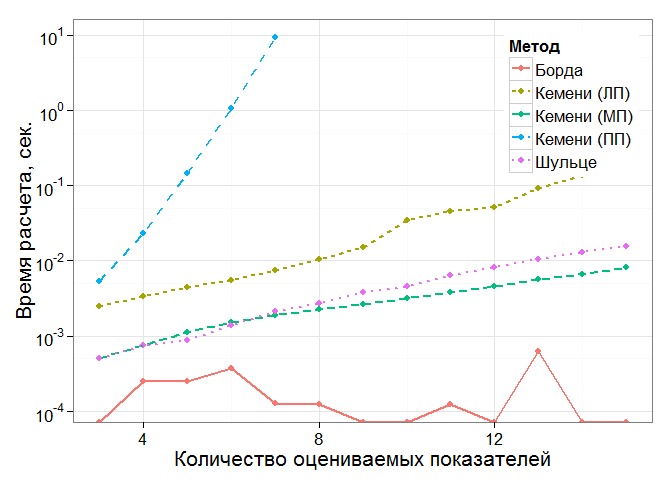 Метод
Борда
Кемени (ЛП)
Кемени (МП)
Кемени (ПП)
Шульце
10^1
10^0
10^-1
10^-2
10^-3
10^-4
Время расчета, сек.
4 8 12
Количество оцениваемых показателей